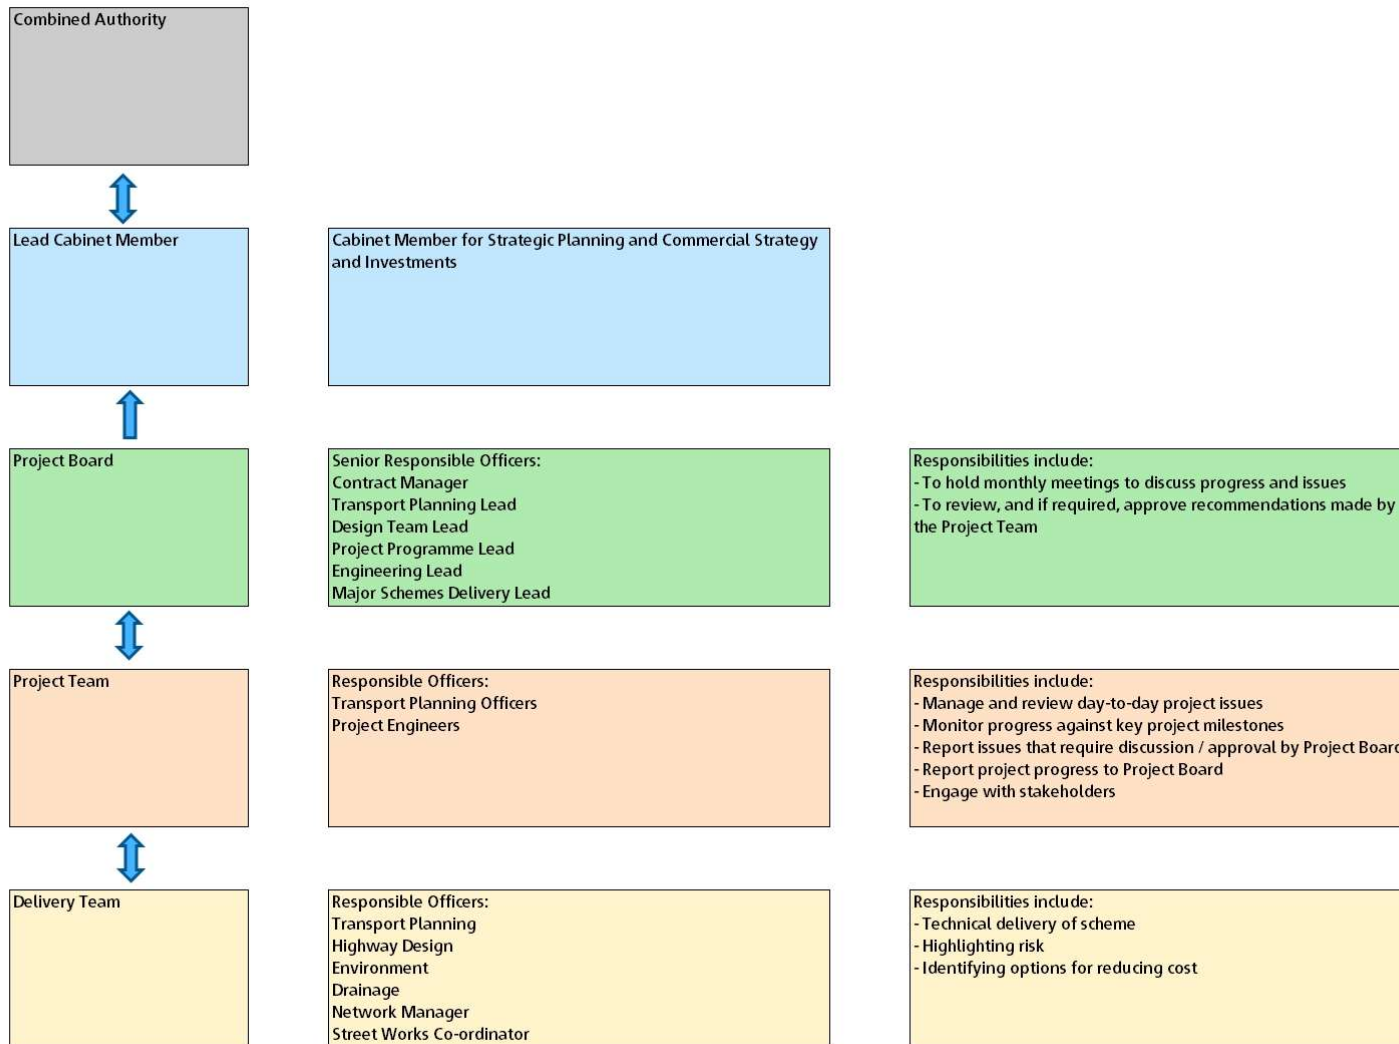 Combined Authority
Lead Cabinet Member
Cabinet Member for Strategic Planning and Commercial Strategy
and Investments
Project Board
Senior Responsible Officers:
Contract Manager
Transport Planning Lead
Design Team Lead
Project Programme Lead
Engineering Lead
Major Schemes Delivery Lead
Responsibilities include:
- To hold monthly meetings to discuss progress and issues
- To review, and if required, approve recommendations made by
the Project Team
Project Team
Responsible Officers:
Transport Planning Officers
Project Engineers
Responsibilities include:
- Manage and review day-to-day project issues
- Monitor progress against key project milestones
- Report issues that require discussion / approval by Project Board
- Report project progress to Project Board
- Engage with stakeholders
Delivery Team
Responsible Officers:
Transport Planning
Highway Design
Environment
Drainage
Network Manager
Street Works Co-ordinator
Responsibilities include:
- Technical delivery of scheme
- Highlighting risk
- Identifying options for reducing cost